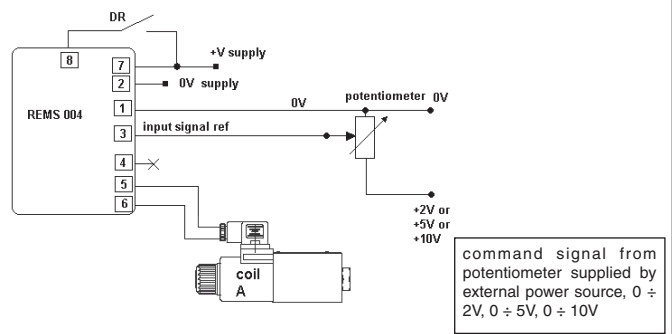 DR
8
+V supply
7
2
0V supply
REMS 004
1
0V
potentiometer
0V
3
input signal ref
4
5
6
+2V or
+5V or
+10V
coil
A
command signal from
potentiometer supplied by
external power source, 0 ÷
2V, 0 ÷ 5V, 0 ÷ 10V